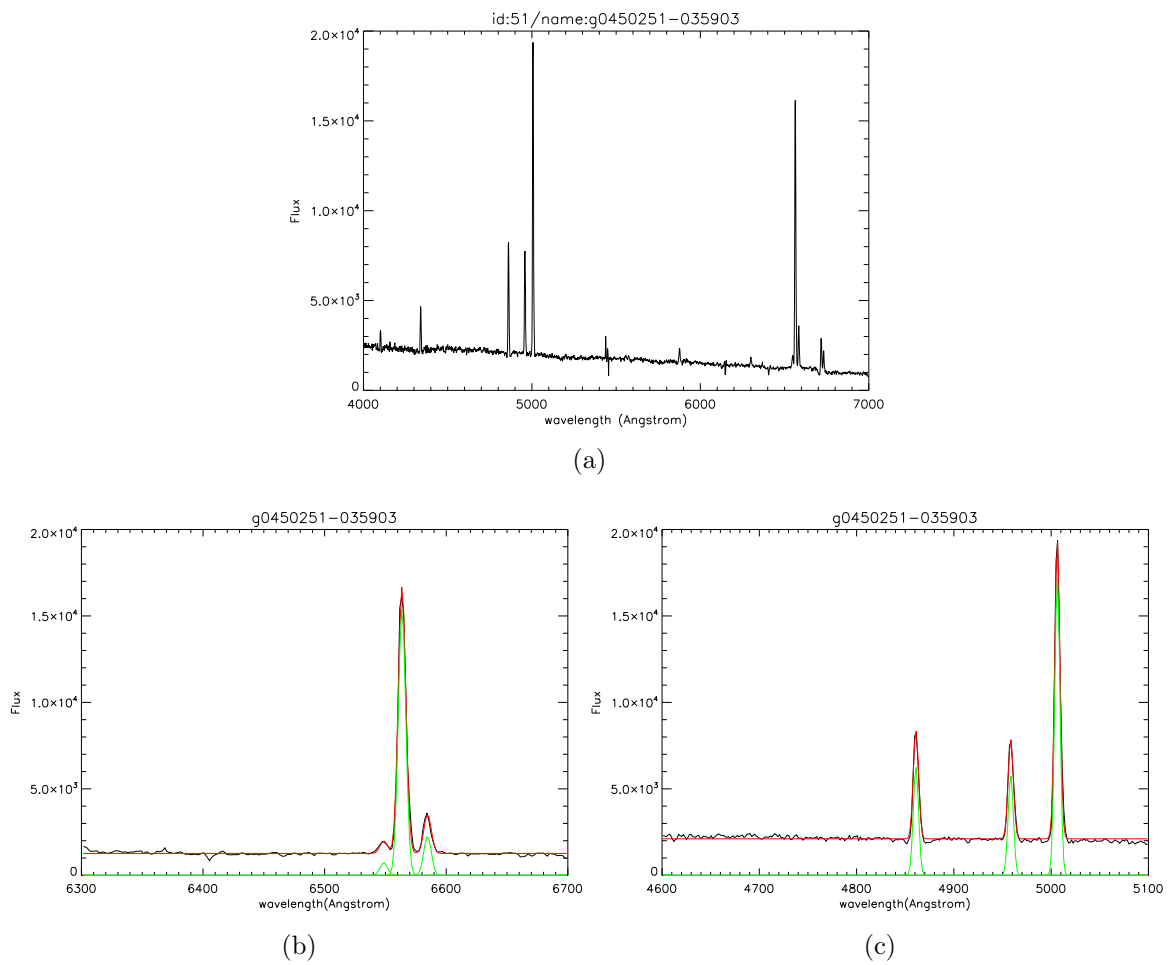 id:51/name:g0450251−035903
2.0×10⁴
1.5×10⁴
1.0×10⁴
5.0×10³
0
Flux
4000 5000 6000 7000
wavelength (Angstrom)
(a)
g0450251−035903
2.0×10⁴
1.5×10⁴
1.0×10⁴
5.0×10³
0
Flux
6300 6400 6500 6600 6700
wavelength(Angstrom)
(b)
g0450251−035903
2.0×10⁴
1.5×10⁴
1.0×10⁴
5.0×10³
0
Flux
4600 4700 4800 4900 5000 5100
wavelength(Angstrom)
(c)